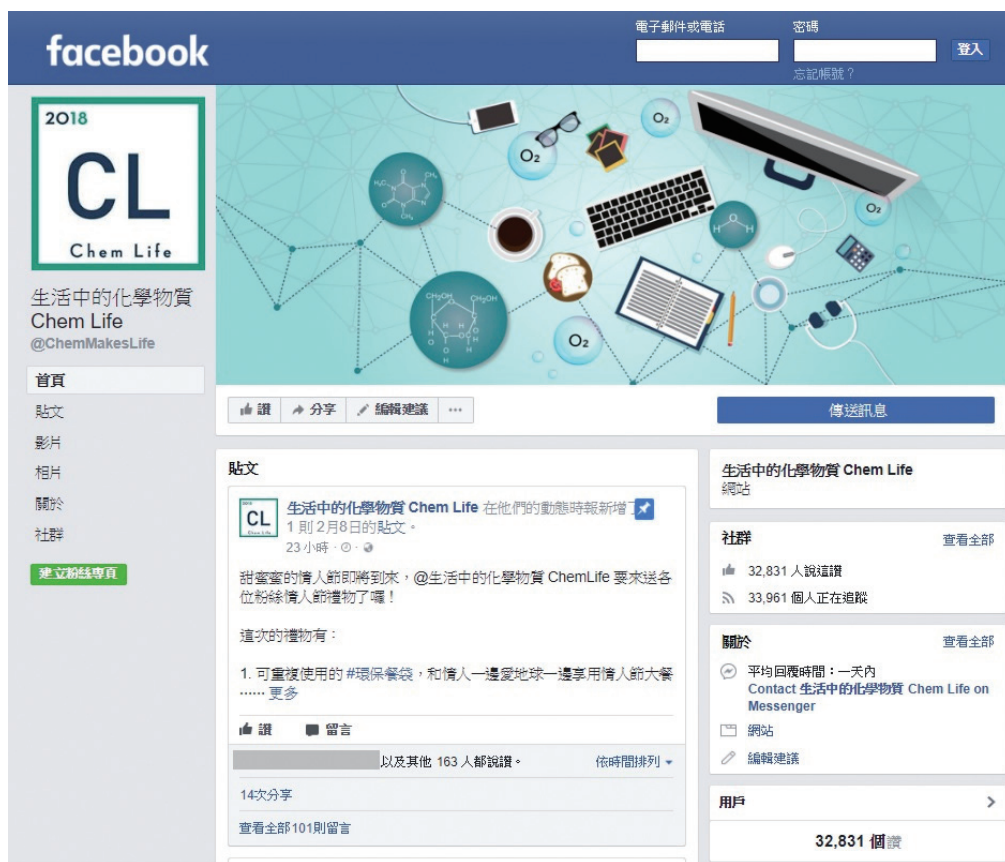 facebook
電子郵件或電話
密碼
登入
忘記帳號？
2018
CL
Chem Life
生活中的化學物質
Chem Life
@ChemMakesLife
首頁
貼文
影片
相片
關於
社群
建立粉絲專頁
O2
O2
O2
O2
CH2OH
CH2OH
讚
分享
編輯建議
...
傳送訊息
貼文
CL
生活中的化學物質 Chem Life 在他們的動態時報新增了
1 則 2月8日的貼文。
23 小時
甜蜜蜜的情人節即將到來，@生活中的化學物質 ChemLife 要來送各
位粉絲情人節禮物了囉！
這次的禮物有：
1. 可重複使用的 #環保餐袋，和情人一邊愛地球一邊享用情人節大餐
…… 更多
讚 留言
以及其他 163 人都說讚。 依時間排列
14次分享
查看全部101則留言
生活中的化學物質 Chem Life
網站
社群 查看全部
32,831 人說這讚
33,961 個人正在追蹤
關於 查看全部
平均回覆時間：一天內
Contact 生活中的化學物質 Chem Life on
Messenger
網站
編輯建議
用戶
32,831 個讚